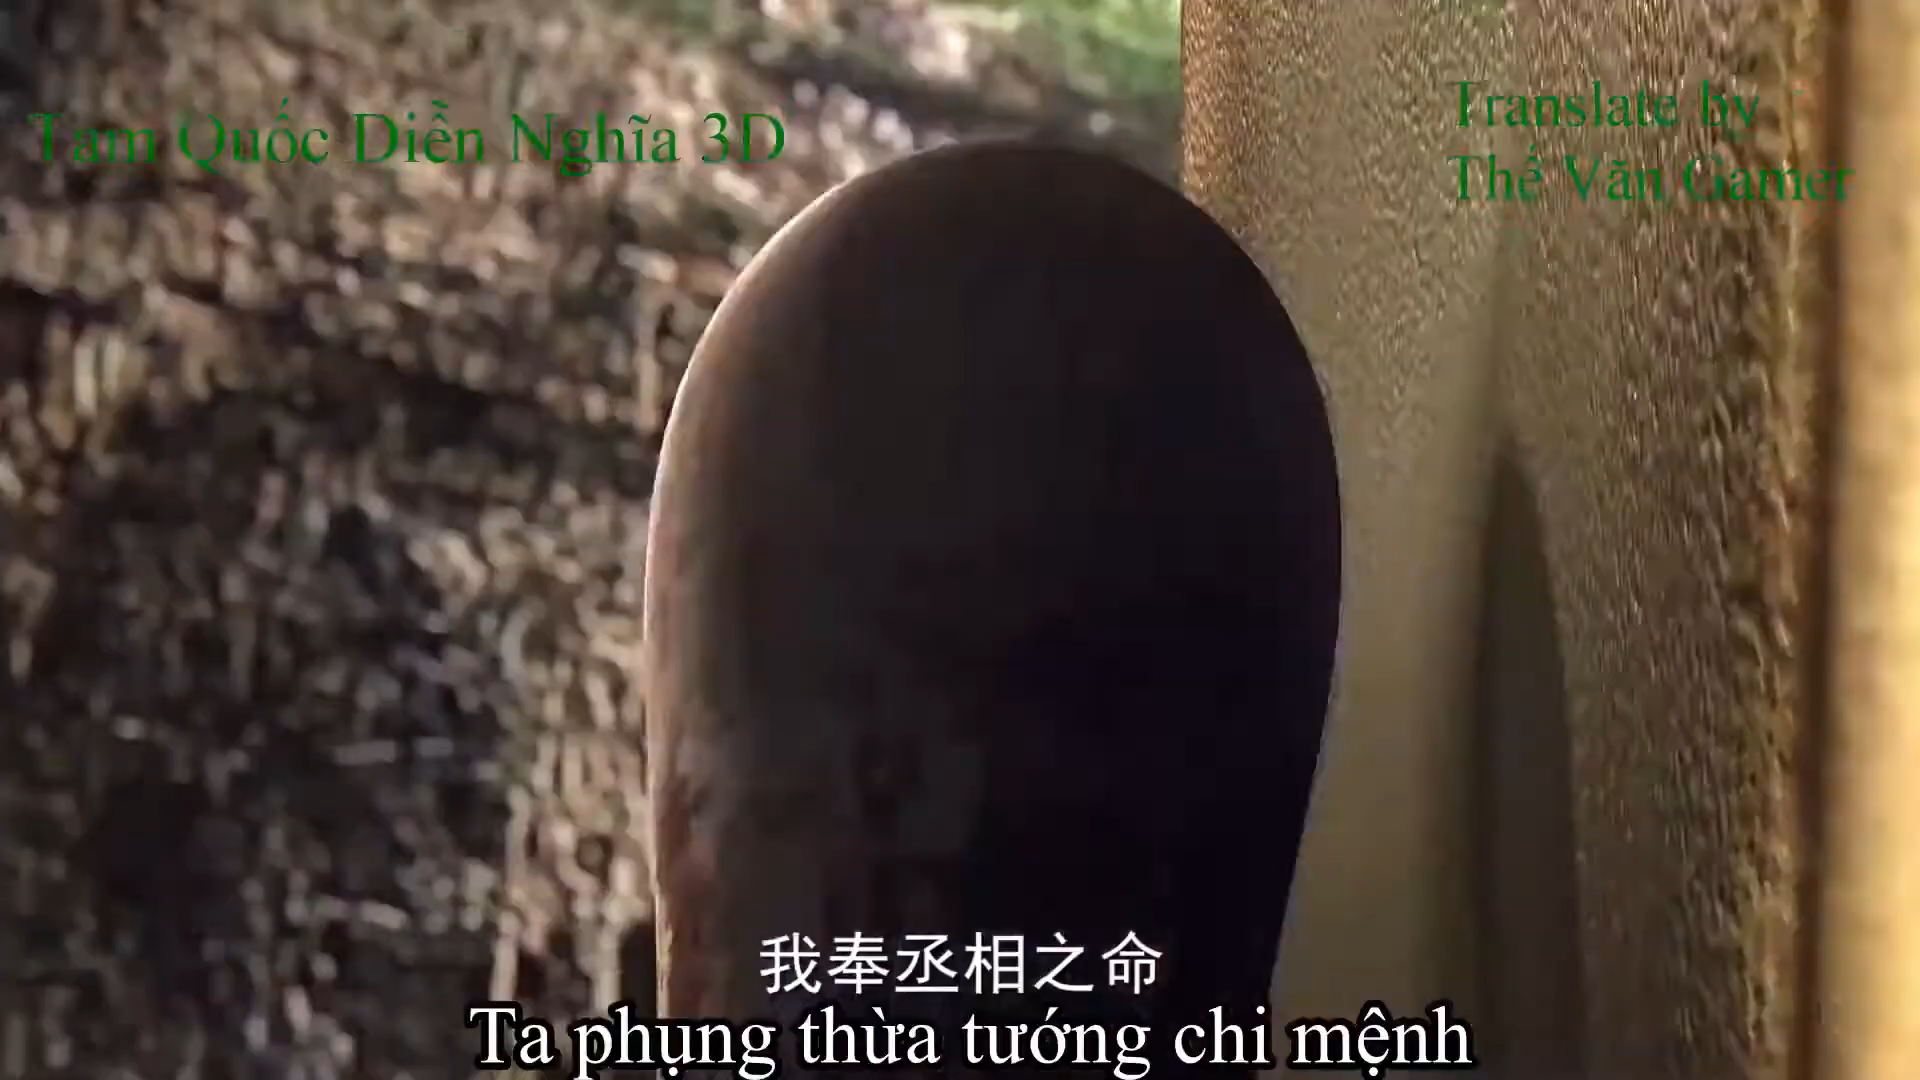 Tam Quốc Diễn Nghĩa 3D
Translate by
Thế Văn Gamer
我奉丞相之命
Ta phụng thừa tướng chi mệnh